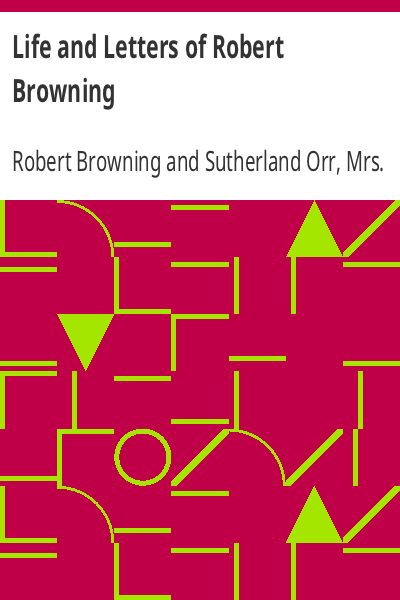 Life and Letters of Robert
Browning
Robert Browning and Sutherland Orr, Mrs.